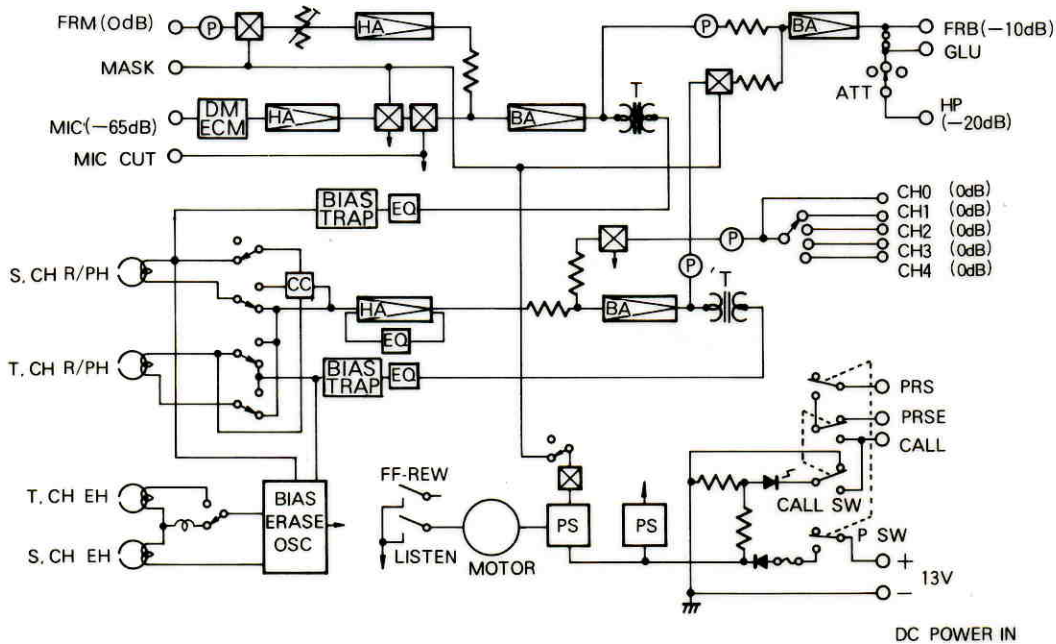 FRM(0dB)
P
HA
P
BA
FRB(−10dB)
GLU
MASK
ATT
T
MIC(−65dB)
DM
ECM
HA
BA
HP
(−20dB)
MIC CUT
BIAS
TRAP
EQ
CH0 (0dB)
CH1 (0dB)
CH2 (0dB)
CH3 (0dB)
CH4 (0dB)
P
P
S, CH R/PH
CC
HA
BA
T
EQ
T, CH R/PH
BIAS
TRAP
EQ
PRS
PRSE
CALL
FF-REW
T, CH EH
BIAS
ERASE
OSC
CALL SW
PS
PS
P SW
LISTEN
MOTOR
S, CH EH
+
13V
−
DC POWER IN